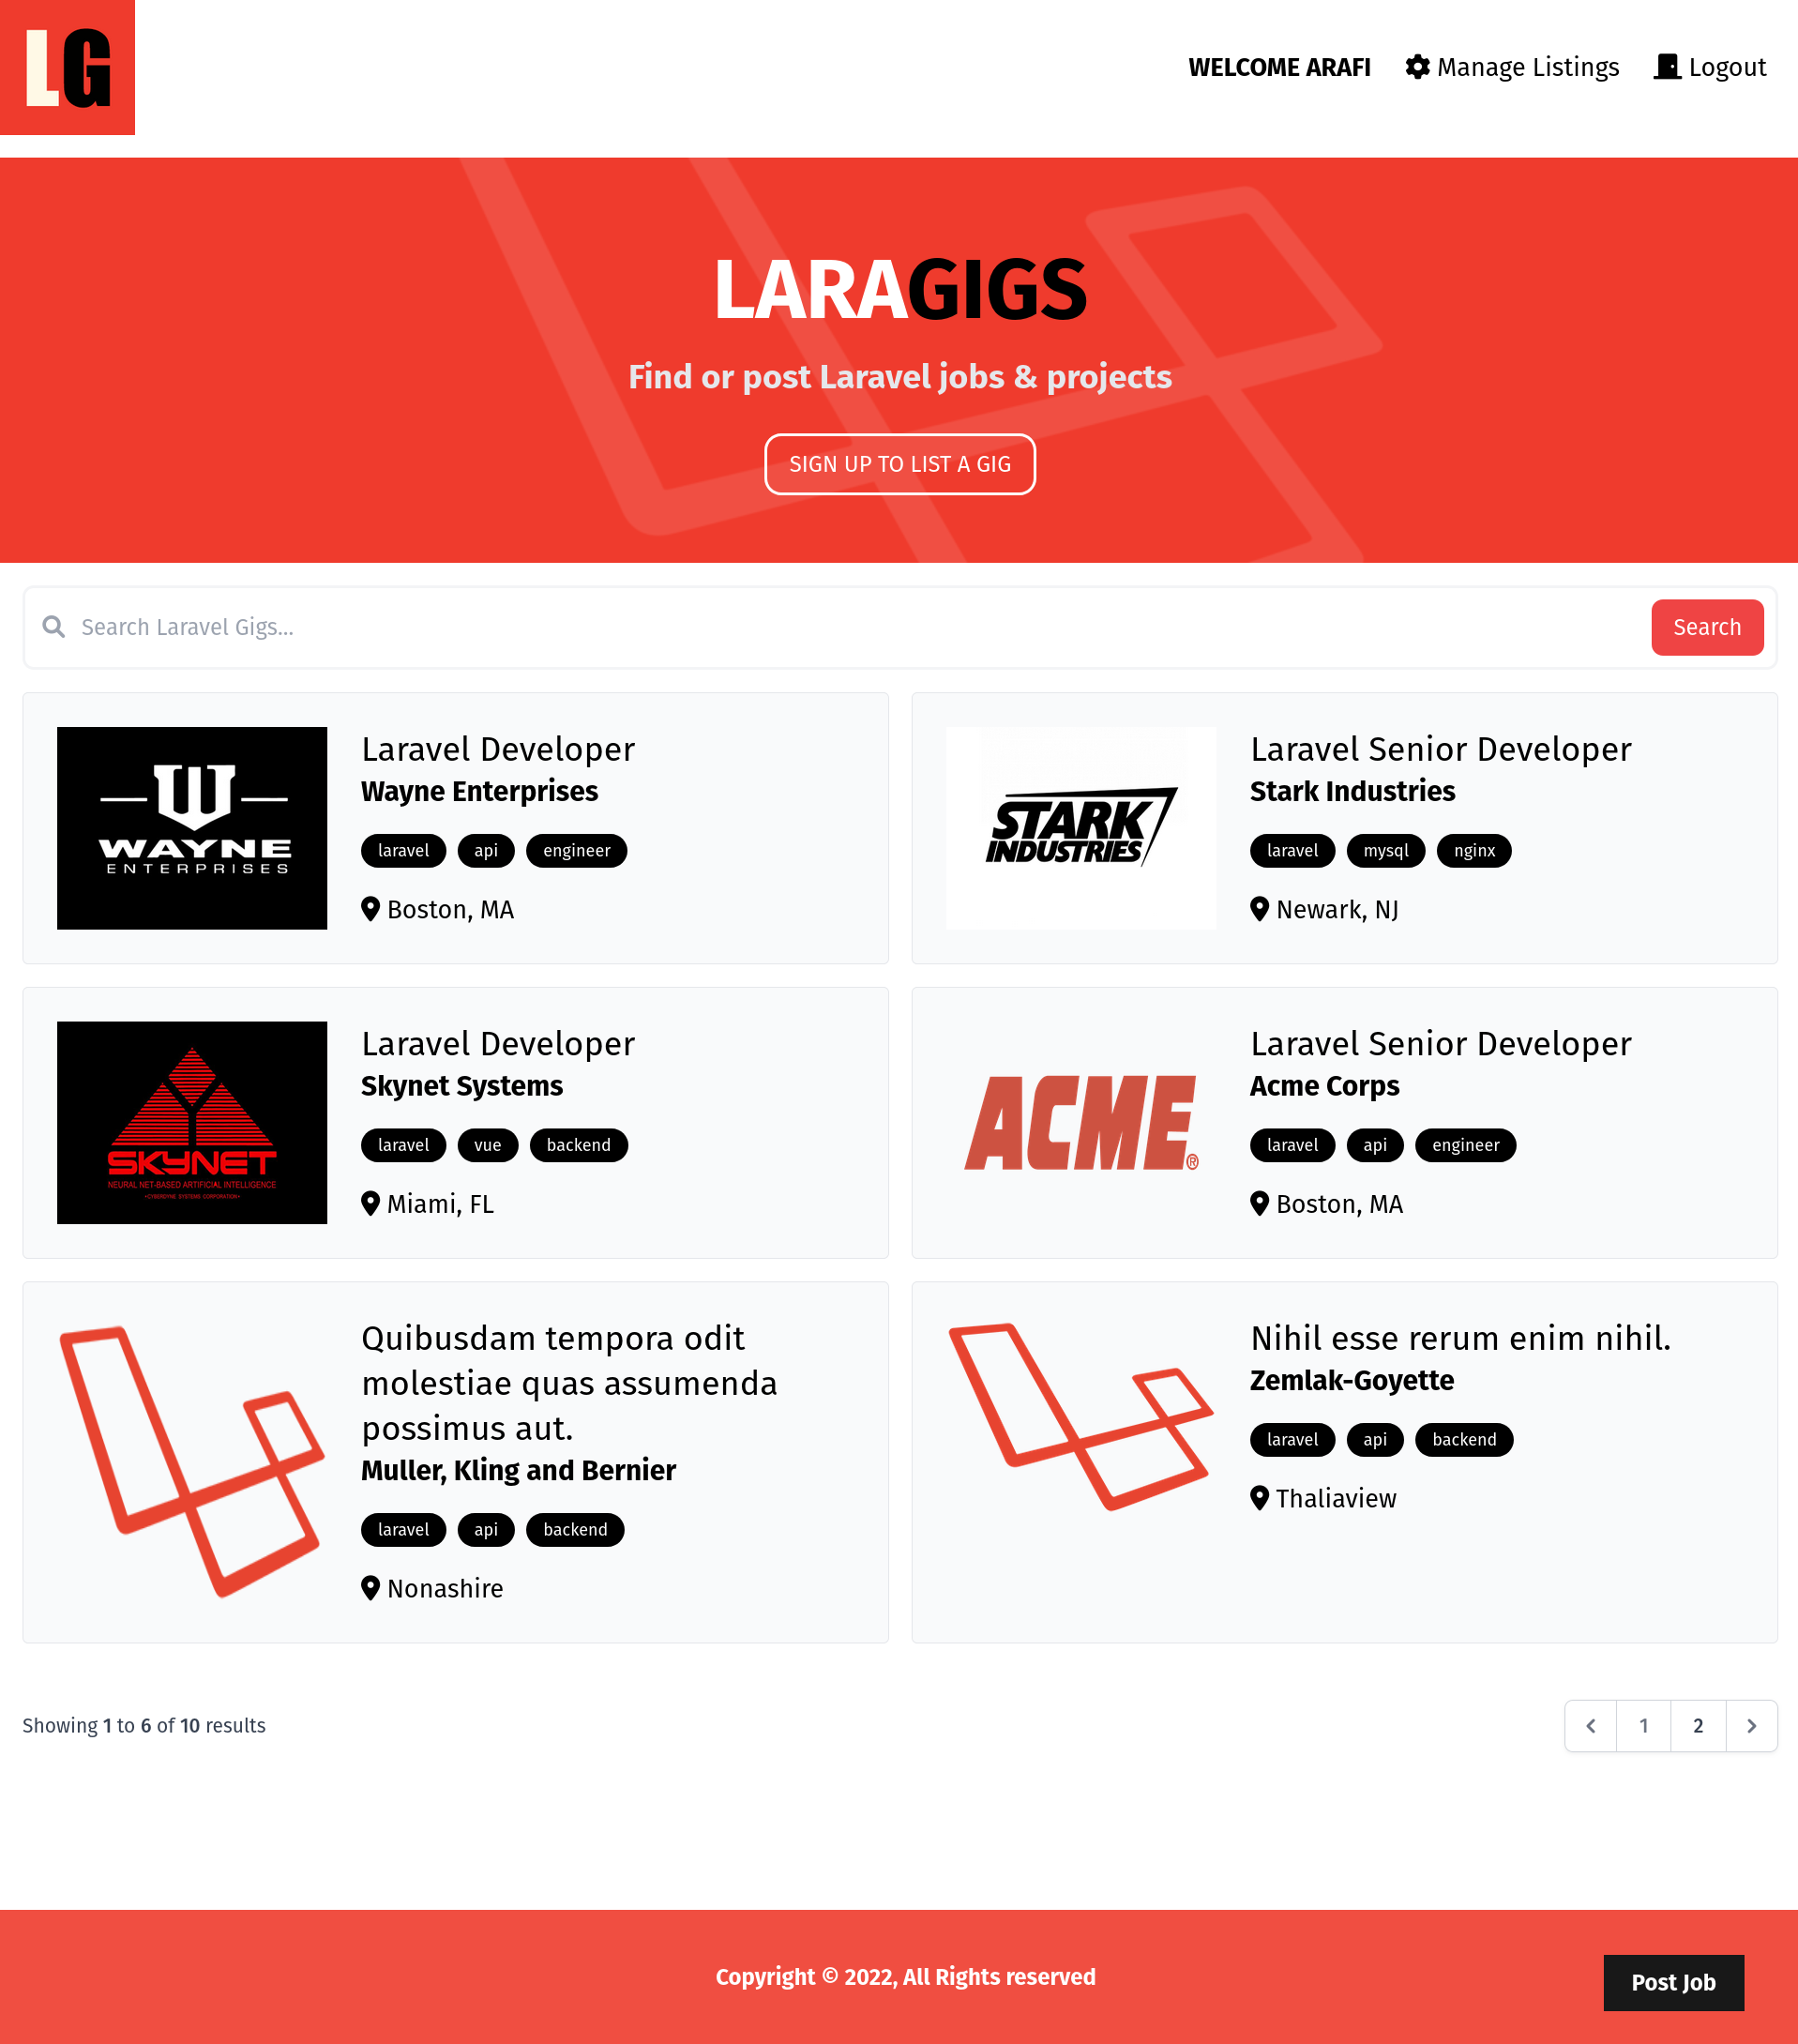 LG
WELCOME ARAFI Manage Listings Logout
LARAGIGS
Find or post Laravel jobs & projects
SIGN UP TO LIST A GIG
Search Laravel Gigs... Search
WAYNE
ENTERPRISES
Laravel Developer
Wayne Enterprises
laravel api engineer
Boston, MA
STARK
INDUSTRIES
Laravel Senior Developer
Stark Industries
laravel mysql nginx
Newark, NJ
SKYNET
NEURAL NET-BASED ARTIFICIAL INTELLIGENCE
•CYBERDYNE SYSTEMS CORPORATION•
Laravel Developer
Skynet Systems
laravel vue backend
Miami, FL
ACME®
Laravel Senior Developer
Acme Corps
laravel api engineer
Boston, MA
Quibusdam tempora odit
molestiae quas assumenda
possimus aut.
Muller, Kling and Bernier
laravel api backend
Nonashire
Nihil esse rerum enim nihil.
Zemlak-Goyette
laravel api backend
Thaliaview
Showing 1 to 6 of 10 results
1 2
Copyright © 2022, All Rights reserved
Post Job